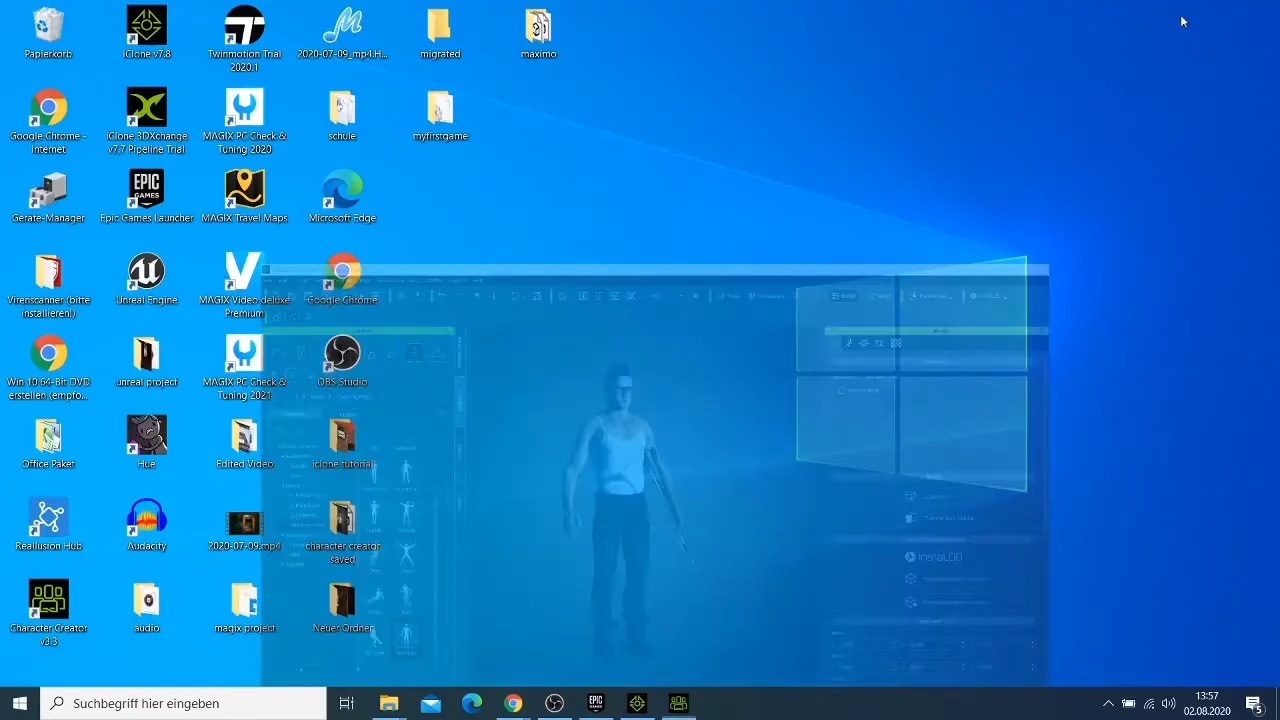 Papierkorb
iClone v7.8
Twinmotion Trial
2020.1
2020-07-09_mp4.H...
migrated
maximo
Google Chrome -
Internet
iClone 3DXchange
v7.7 Pipeline Trial
MAGIX PC Check &
Tuning 2020
schule
myfirstgame
Geräte-Manager
EPIC
GAMES
Epic Games Launcher
MAGIX Travel Maps
Microsoft Edge
Virenscanner (bitte
installieren!)
Unreal Engine
MAGIX Video deluxe
Premium
Google Chrome
Win 10 64-Bit DVD
erstellen (empfo...
unreal project
MAGIX PC Check &
Tuning 2021
OBS Studio
Office Paket
Hue
Edited Video
iclone tutorial
Reallusion Hub
Audacity
2020-07-09.mp4
character creator
saved
InstaLOD
Character Creator
v3.3
audio
magix project
Neuer Ordner
Suchbegriff hier eingeben
EPIC
13:57
02.08.2020
5